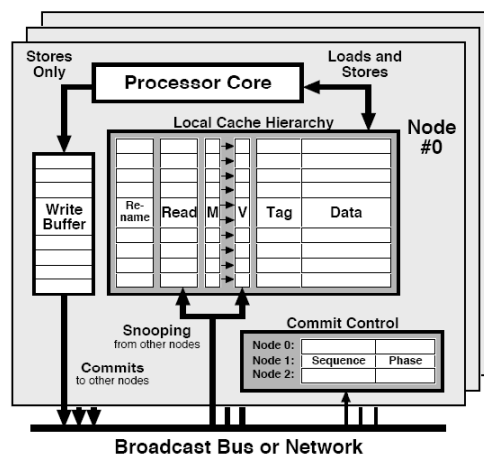 Stores
Only
Processor Core
Loads and
Stores
Local Cache Hierarchy
Node
#0
Write
Buffer
Re-
name
Read
M
V
Tag
Data
Snooping
from other nodes
Commits
to other nodes
Commit Control
Node 0:
Node 1:
Sequence
Phase
Node 2:
Broadcast Bus or Network